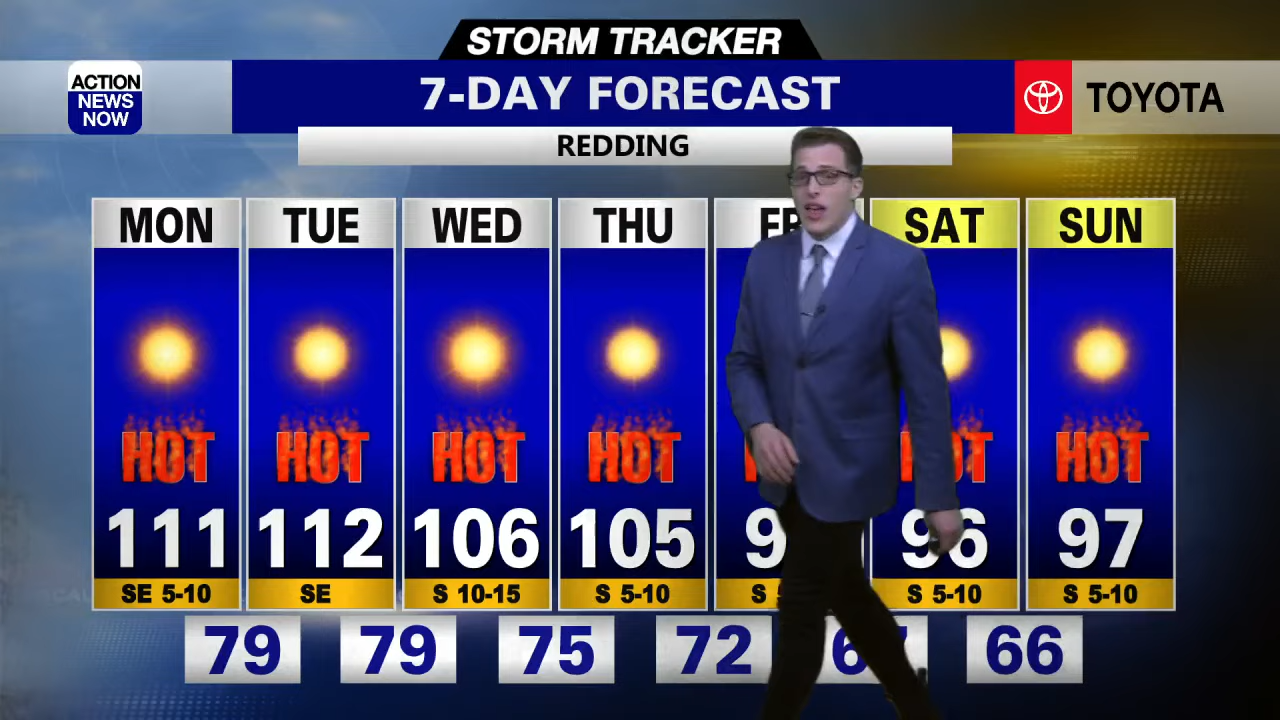 STORM TRACKER
ACTION
NEWS
NOW
7-DAY FORECAST
TOYOTA
REDDING
MON TUE WED THU SAT SUN
HOT HOT HOT HOT HOT HOT
111 112 106 105 96 97
SE 5-10 SE S 10-15 S 5-10 S S 5-10 S 5-10
79 79 75 72 66